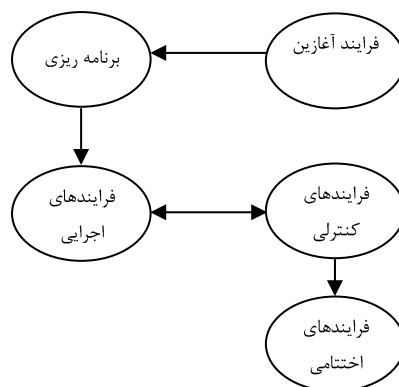 فرایند آغازین
برنامه ریزی
فرایندهای
اجرایی
فرایندهای
کنترلی
فرایندهای
اختتامی